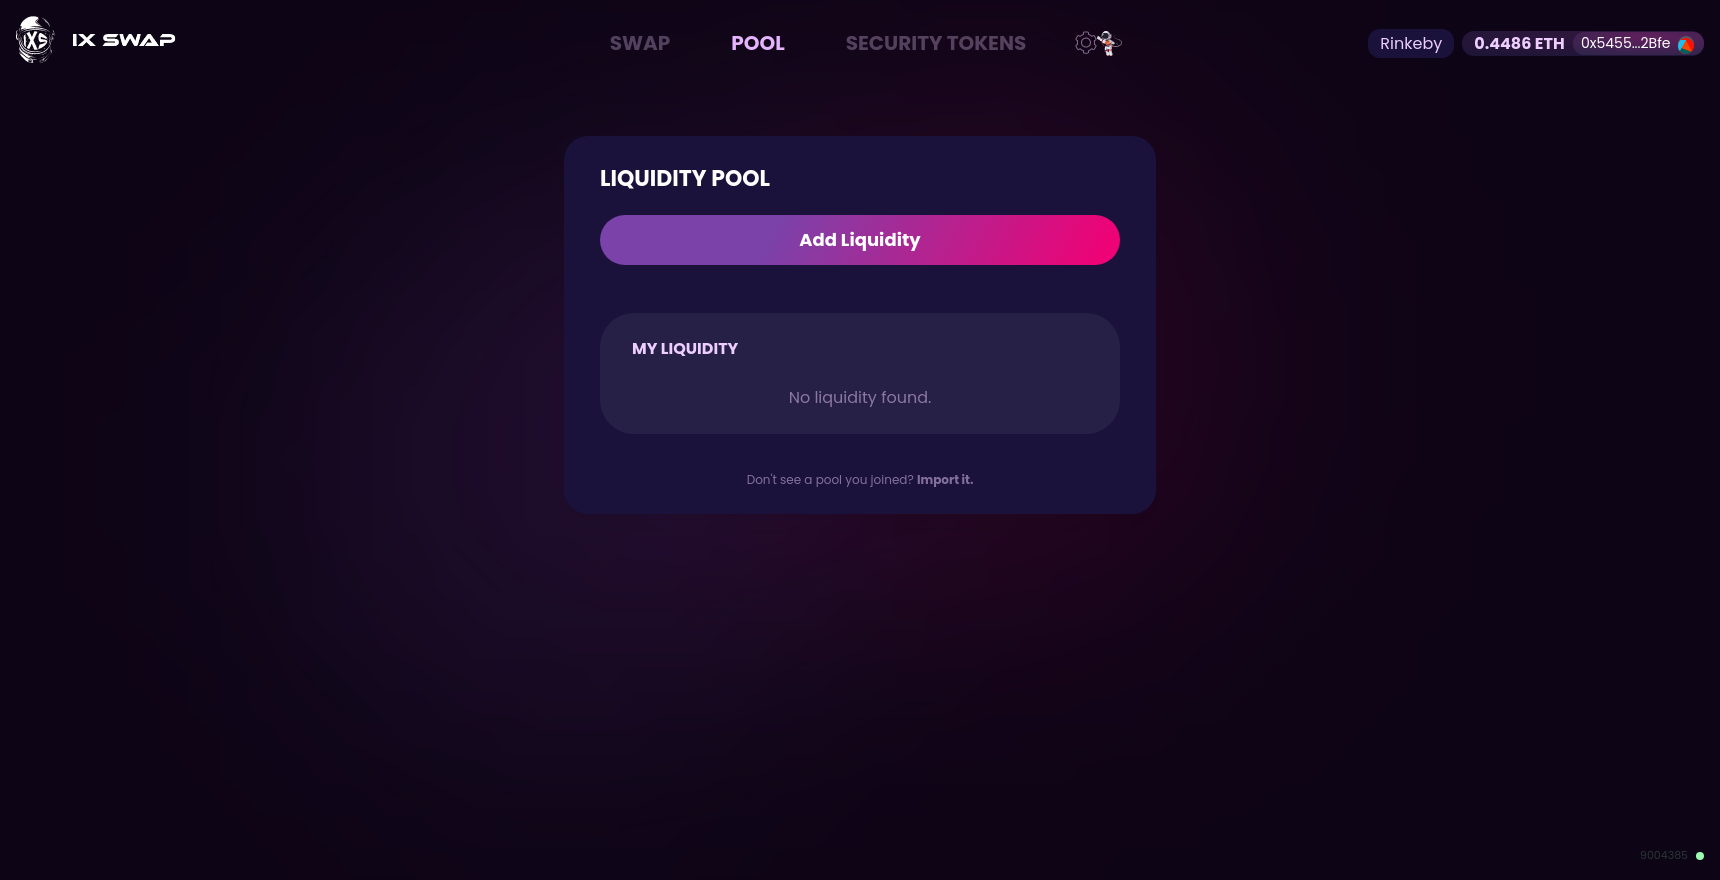 IXS
IX SWAP
SWAP
POOL
SECURITY TOKENS
Rinkeby
0.4486 ETH
0x5455...2Bfe
LIQUIDITY POOL
Add Liquidity
MY LIQUIDITY
No liquidity found.
Don't see a pool you joined? Import it.
9004385